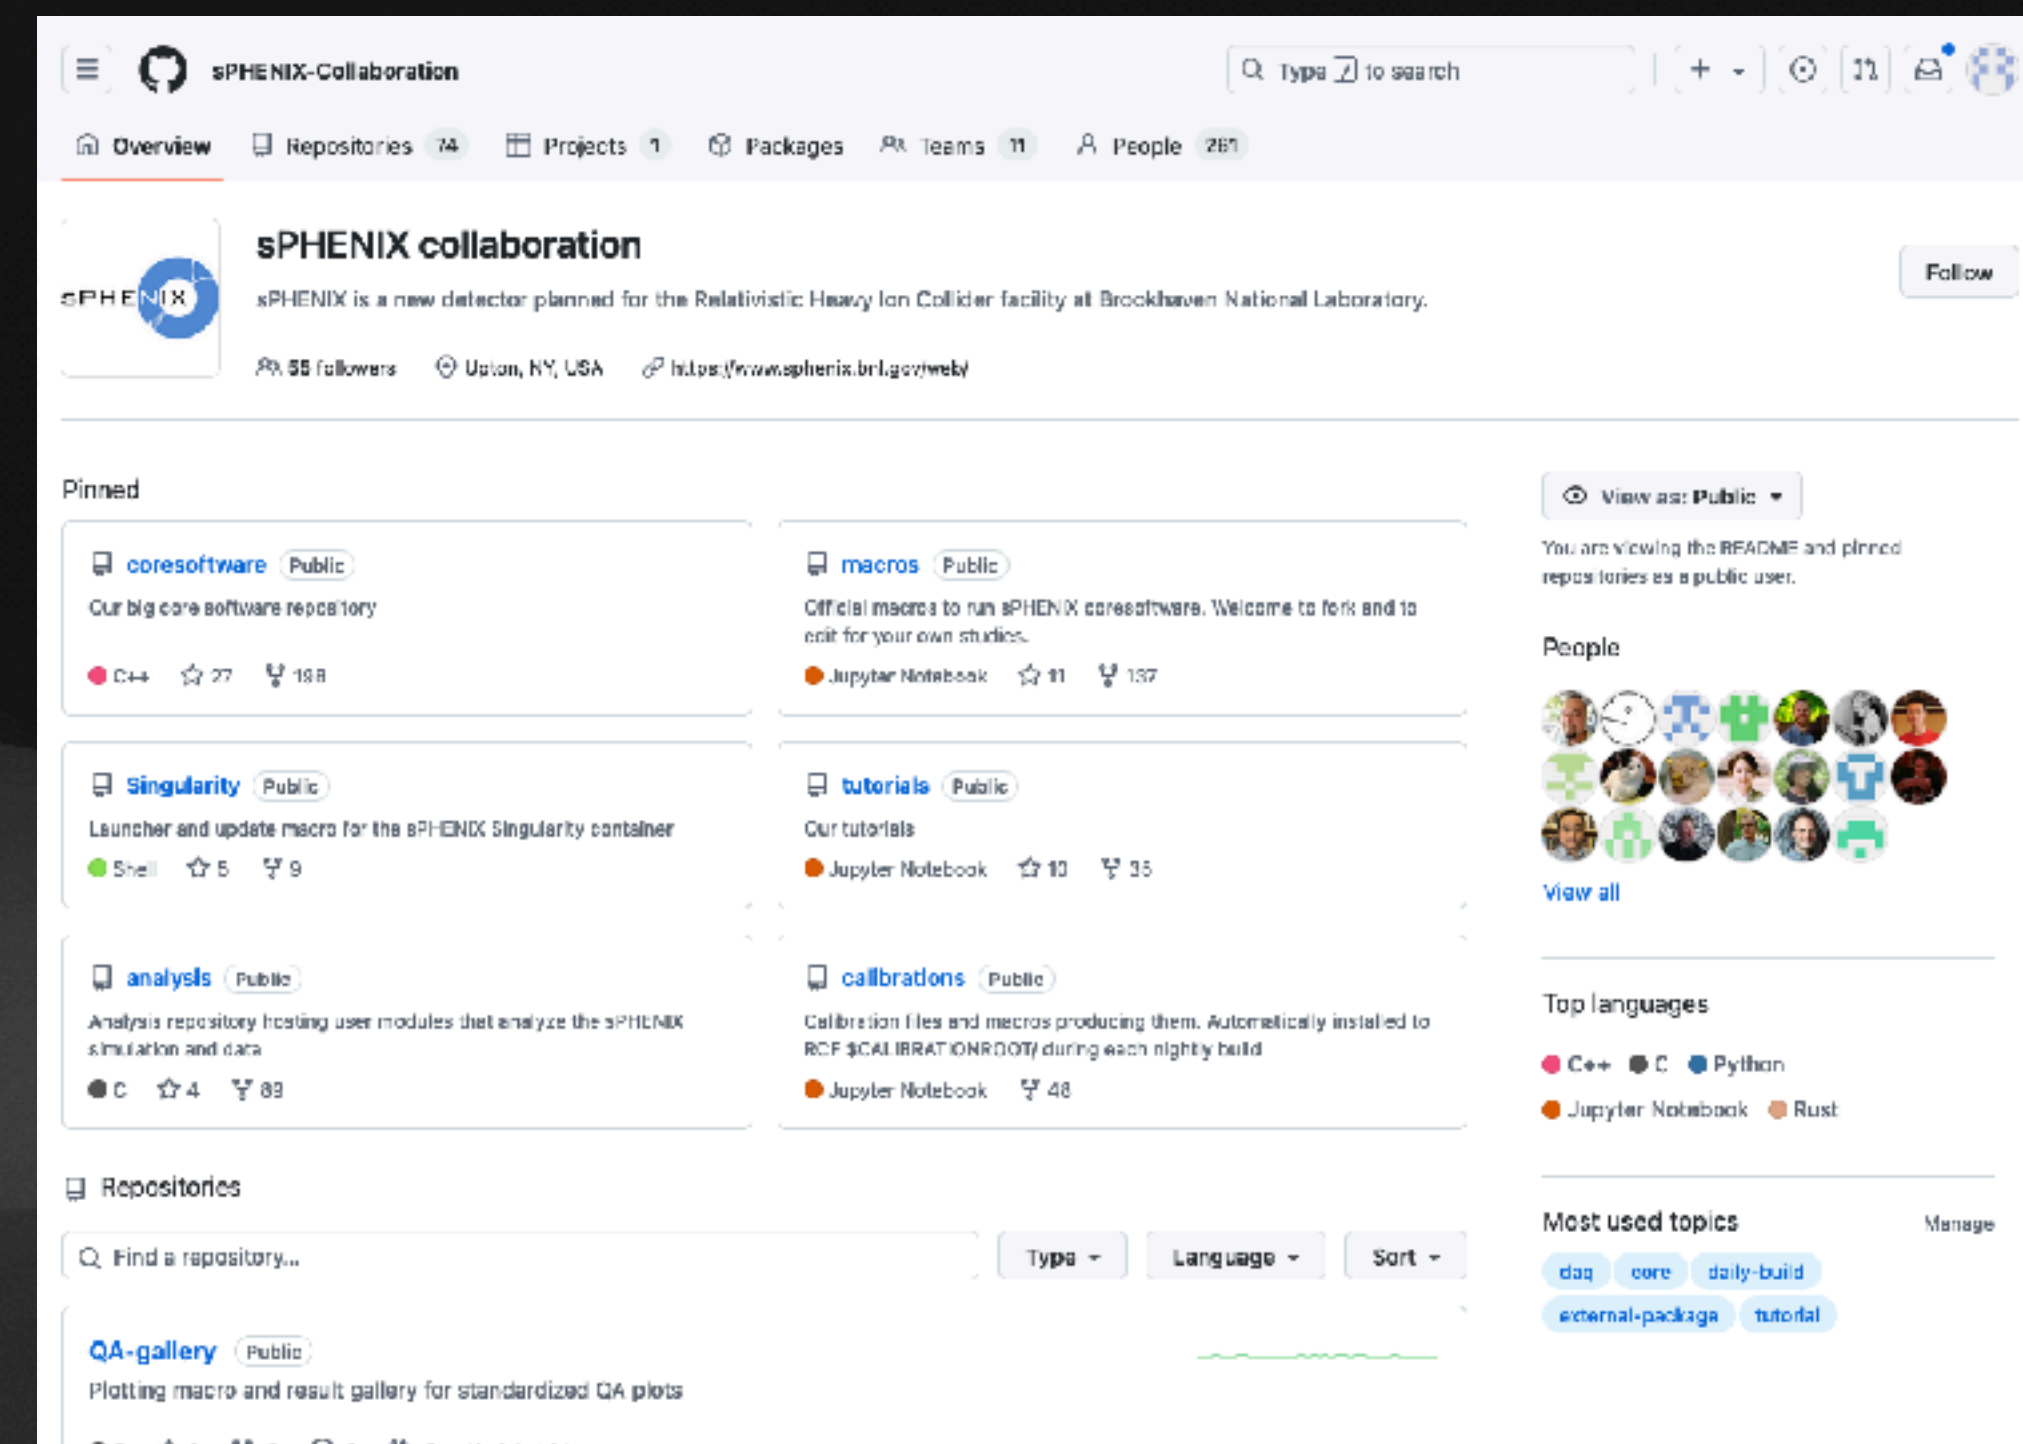 sPHENIX-Collaboration
Type / to search
Overview Repositories 74 Projects 1 Packages Teams 11 People 261
sPHENIX
sPHENIX collaboration
Follow
sPHENIX is a new detector planned for the Relativistic Heavy Ion Collider facility at Brookhaven National Laboratory.
55 followers Upton, NY, USA https://www.sphenix.bnl.gov/web/
Pinned
coresoftware Public
Our big core software repository
C++ 27 198
macros Public
Official macros to run sPHENIX coresoftware. Welcome to fork and to
edit for your own studies.
Jupyter Notebook 11 137
Singularity Public
Launcher and update macro for the sPHENIX Singularity container
Shell 5 9
tutorials Public
Our tutorials
Jupyter Notebook 10 35
analysis Public
Analysis repository hosting user modules that analyze the sPHENIX
simulation and data
C 4 89
calibrations Public
Calibration files and macros producing them. Automatically installed to
RCF $CALIBRATIONROOT/ during each nightly build
Jupyter Notebook 48
Repositories
Find a repository...
Type Language Sort
QA-gallery Public
Plotting macro and result gallery for standardized QA plots
View as: Public
You are viewing the README and pinned
repositories as a public user.
People
View all
Top languages
C++ C Python
Jupyter Notebook Rust
Most used topics Manage
daq core daily-build
external-package tutorial